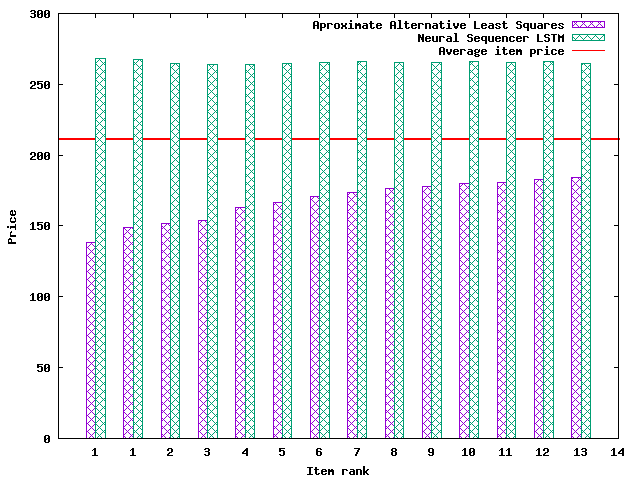 300
250
200
150
100
50
0
Price
Aproximate Alternative Least Squares
Neural Sequencer LSTM
Average item price
1 1 2 3 4 5 6 7 8 9 10 11 12 13 14
Item rank